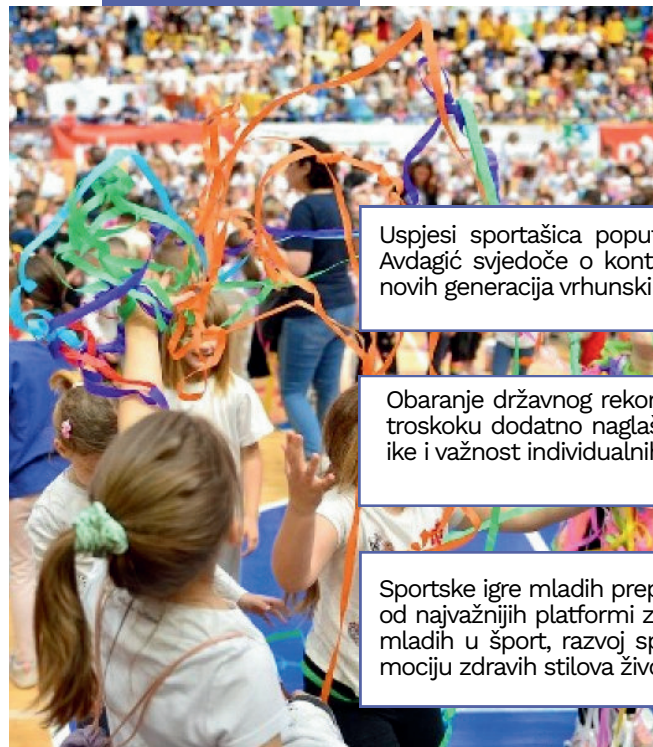 Uspjesi sportašica poput
Avdagić svjedoče o kont
novih generacija vrhunski
Obaranje državnog rekor
troskoku dodatno naglaš
ike i važnost individualnih
Sportske igre mladih prep
od najvažnijih platformi z
mladih u šport, razvoj sp
mociju zdravih stilova živo